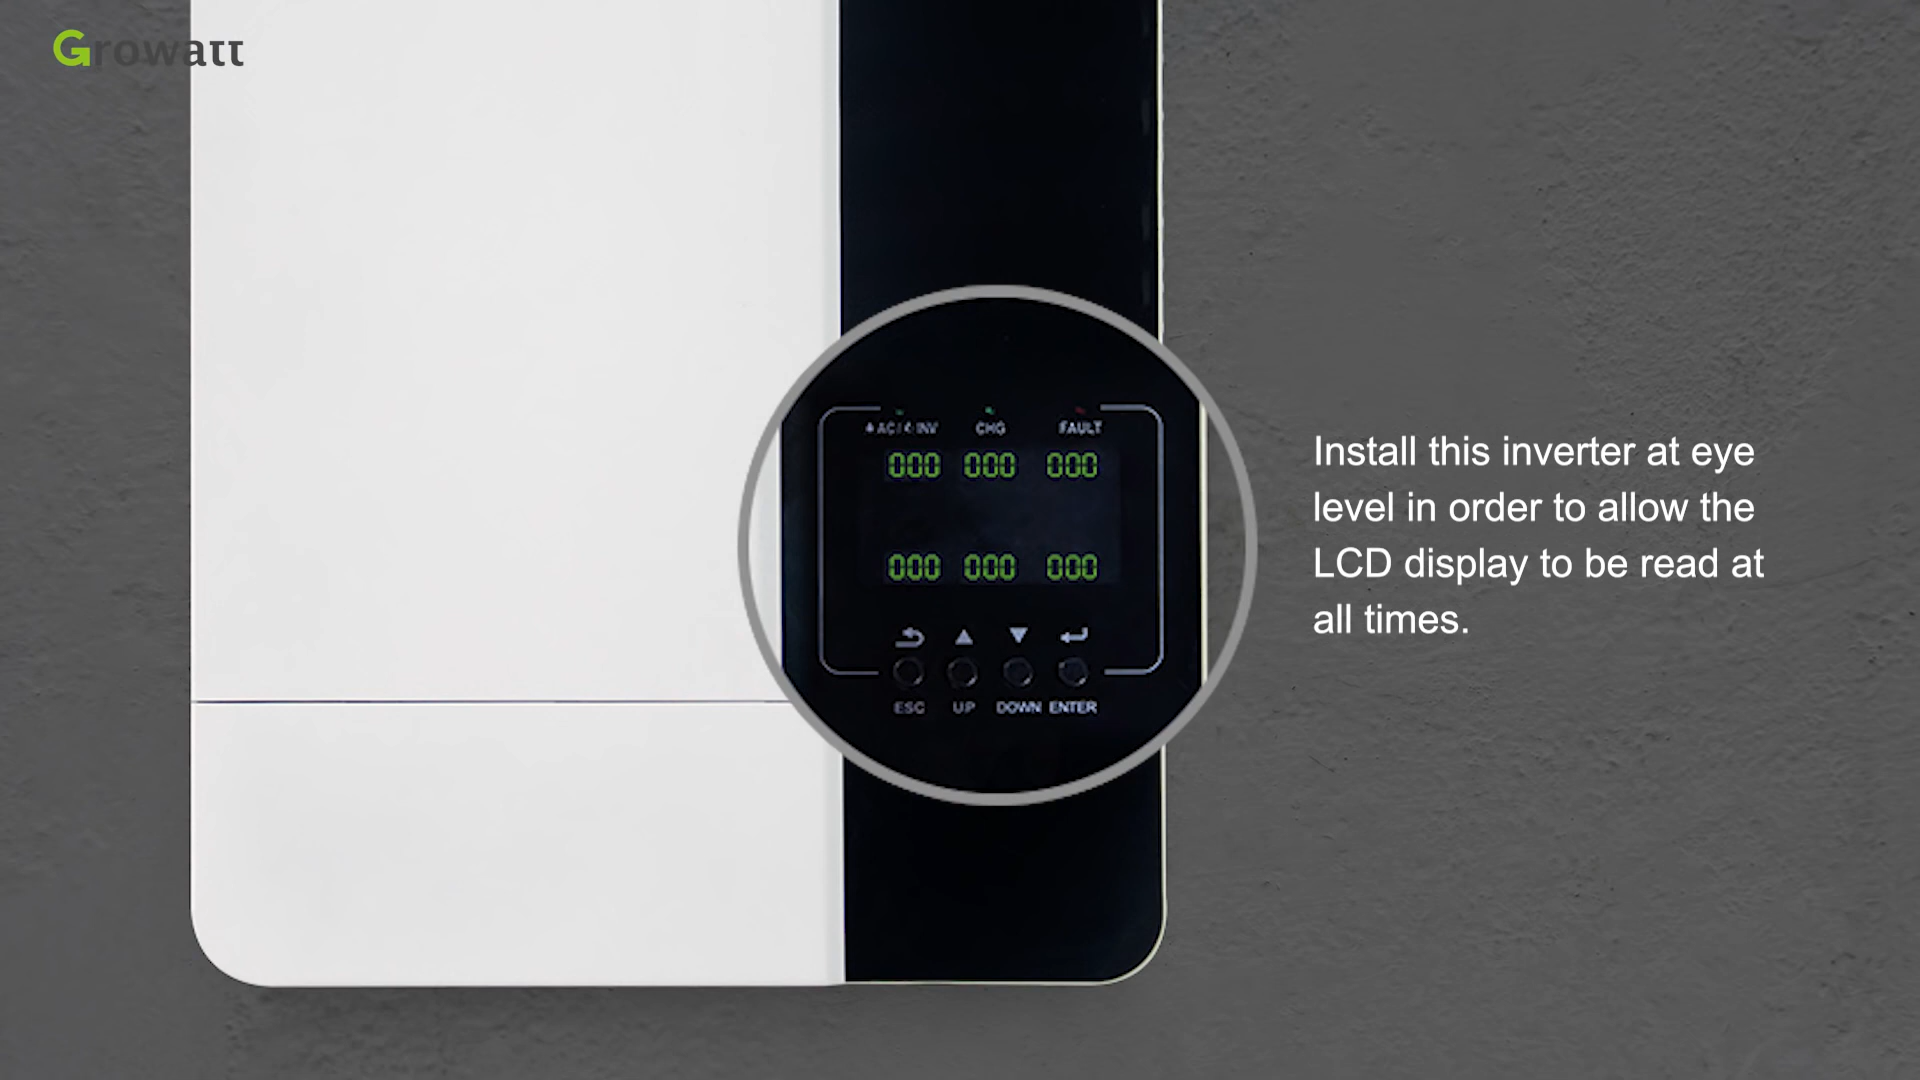 Growatt
AC / INV CHG FAULT
000 000 000
000 000 000
ESC UP DOWN ENTER
Install this inverter at eye
level in order to allow the
LCD display to be read at
all times.